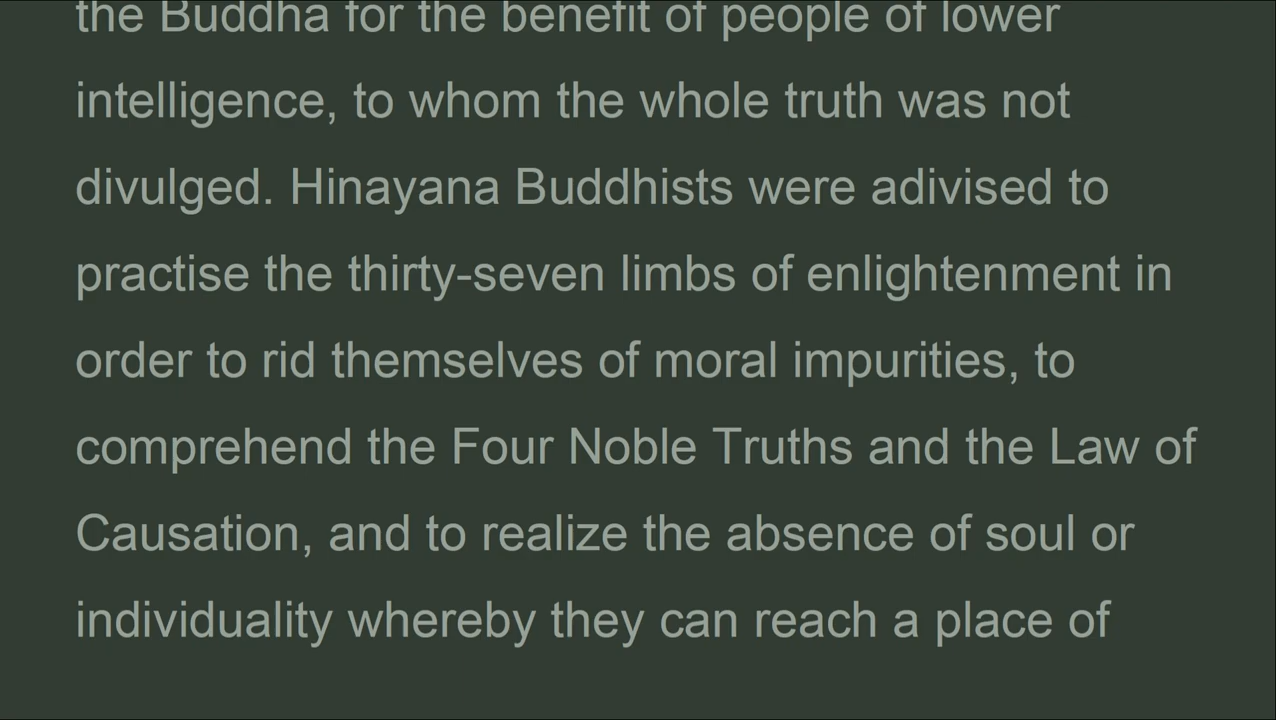 the Buddha for the benefit of people of lower
intelligence, to whom the whole truth was not
divulged. Hinayana Buddhists were adivised to
practise the thirty-seven limbs of enlightenment in
order to rid themselves of moral impurities, to
comprehend the Four Noble Truths and the Law of
Causation, and to realize the absence of soul or
individuality whereby they can reach a place of